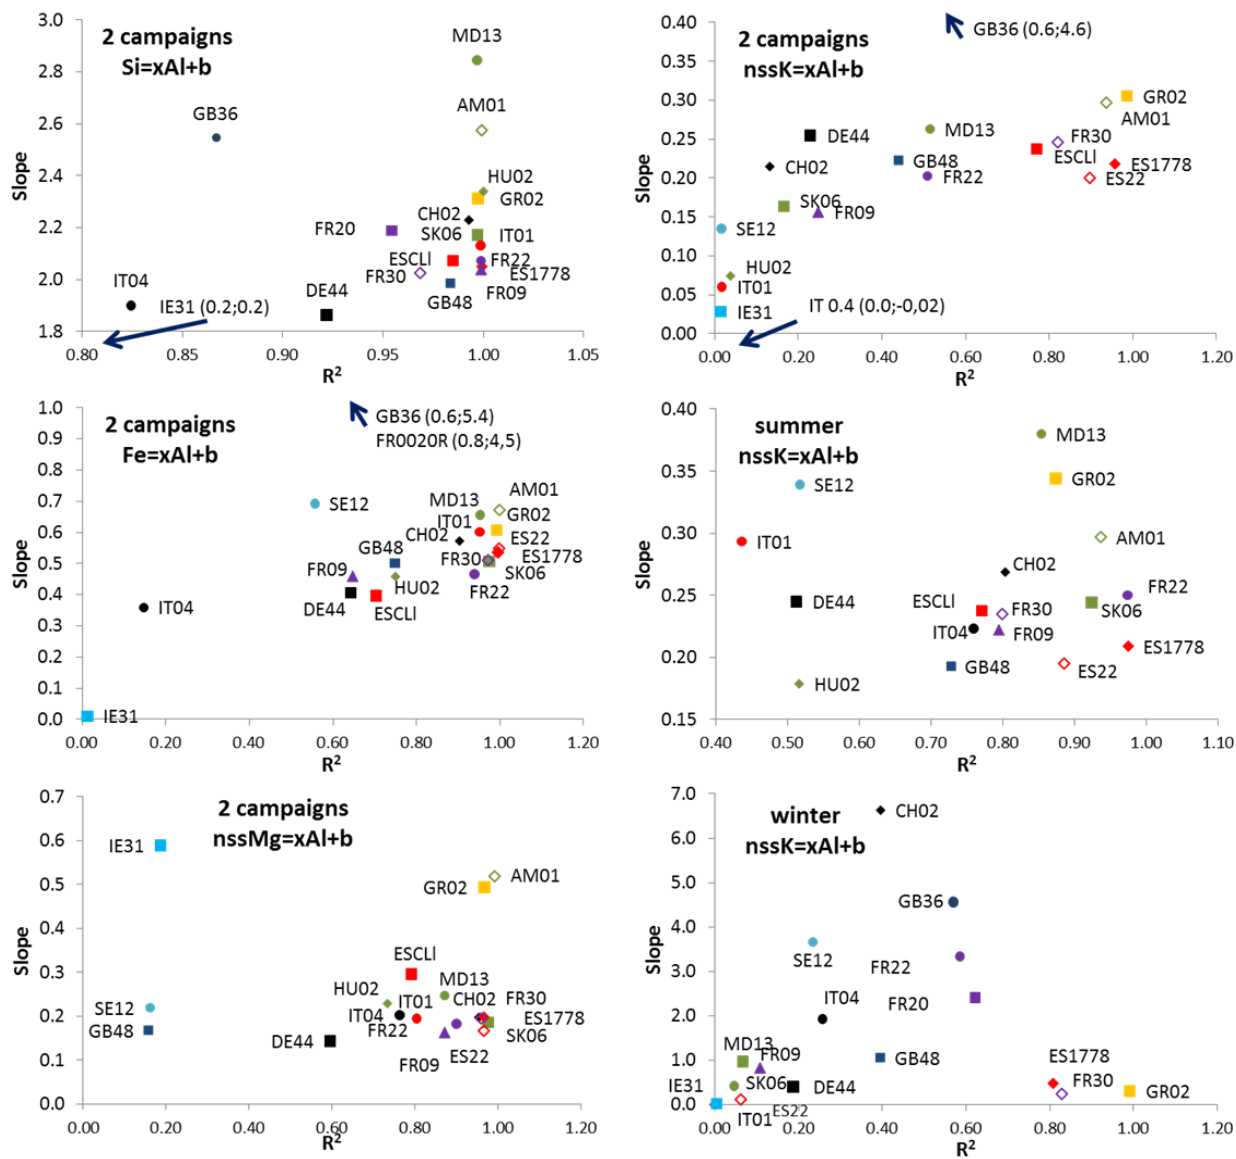 2 campaigns
Si=xAl+b
Slope
3.0
2.8
2.6
2.4
2.2
2.0
1.8
MD13
AM01
GB36
HU02
GR02
CH02
FR20
SK06
IT01
ESCLl
FR22
FR30
ES1778
IT04
GB48
FR09
DE44
IE31 (0.2;0.2)
0.80 0.85 0.90 0.95 1.00 1.05
R²
2 campaigns
nssK=xAl+b
Slope
0.40
0.35
0.30
0.25
0.20
0.15
0.10
0.05
0.00
GB36 (0.6;4.6)
GR02
AM01
MD13
DE44
FR30
ESCLl
GB48
CH02
ES1778
FR22
ES22
SK06
FR09
SE12
HU02
IT01
IE31
IT 0.4 (0.0;-0,02)
0.00 0.20 0.40 0.60 0.80 1.00 1.20
R²
2 campaigns
Fe=xAl+b
Slope
1.0
0.9
0.8
0.7
0.6
0.5
0.4
0.3
0.2
0.1
0.0
GB36 (0.6;5.4)
FR0020R (0.8;4,5)
SE12
MD13
AM01
IT01
GR02
CH02
ES22
GB48
FR30
ES1778
FR09
HU02
SK06
FR22
DE44
ESCLl
IT04
IE31
0.00 0.20 0.40 0.60 0.80 1.00 1.20
R²
summer
nssK=xAl+b
Slope
0.40
0.35
0.30
0.25
0.20
0.15
MD13
GR02
SE12
IT01
AM01
CH02
DE44
ESCLl
FR30
SK06
FR22
IT04
FR09
ES1778
GB48
ES22
HU02
0.40 0.50 0.60 0.70 0.80 0.90 1.00 1.10
R²
2 campaigns
nssMg=xAl+b
Slope
0.7
0.6
0.5
0.4
0.3
0.2
0.1
0.0
IE31
GR02
AM01
ESCLl
HU02
MD13
IT01
CH02
FR30
SE12
IT04
ES1778
GB48
FR22
SK06
DE44
FR09
ES22
0.00 0.20 0.40 0.60 0.80 1.00 1.20
R²
winter
nssK=xAl+b
Slope
7.0
6.0
5.0
4.0
3.0
2.0
1.0
0.0
CH02
GB36
SE12
FR22
IT04
FR20
MD13
FR09
GB48
ES1778
IE31
SK06
DE44
FR30
GR02
IT01
ES22
0.00 0.20 0.40 0.60 0.80 1.00 1.20
R²